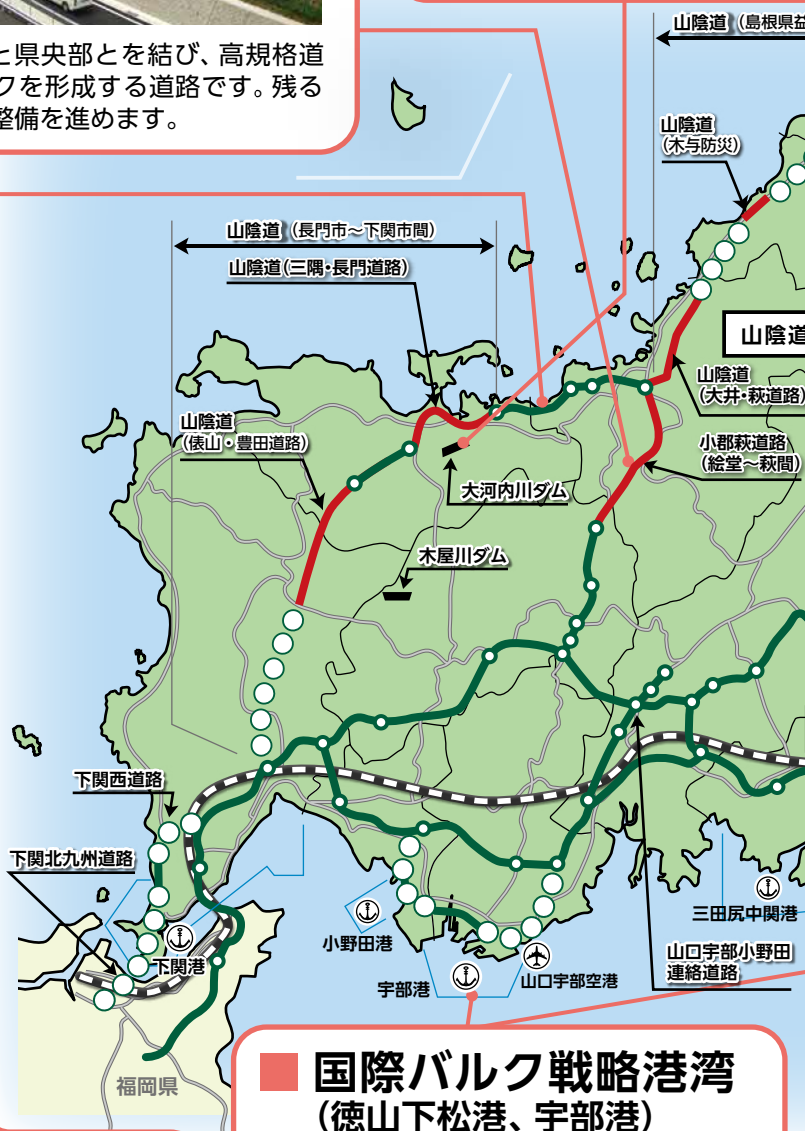 と県央部とを結び、高規格道
クを形成する道路です。残る
整備を進めます。
山陰道（島根県益
山陰道
（木与防災）
山陰道（長門市～下関市間）
山陰道（三隅・長門道路）
山陰道
山陰道
（大井・萩道路）
山陰道
（俵山・豊田道路）
小郡萩道路
（絵堂～萩間）
大河内川ダム
木屋川ダム
下関西道路
下関北九州道路
下関港
小野田港
宇部港
山口宇部空港
三田尻中関港
山口宇部小野田
連絡道路
福岡県
■ 国際バルク戦略港湾
（徳山下松港、宇部港）